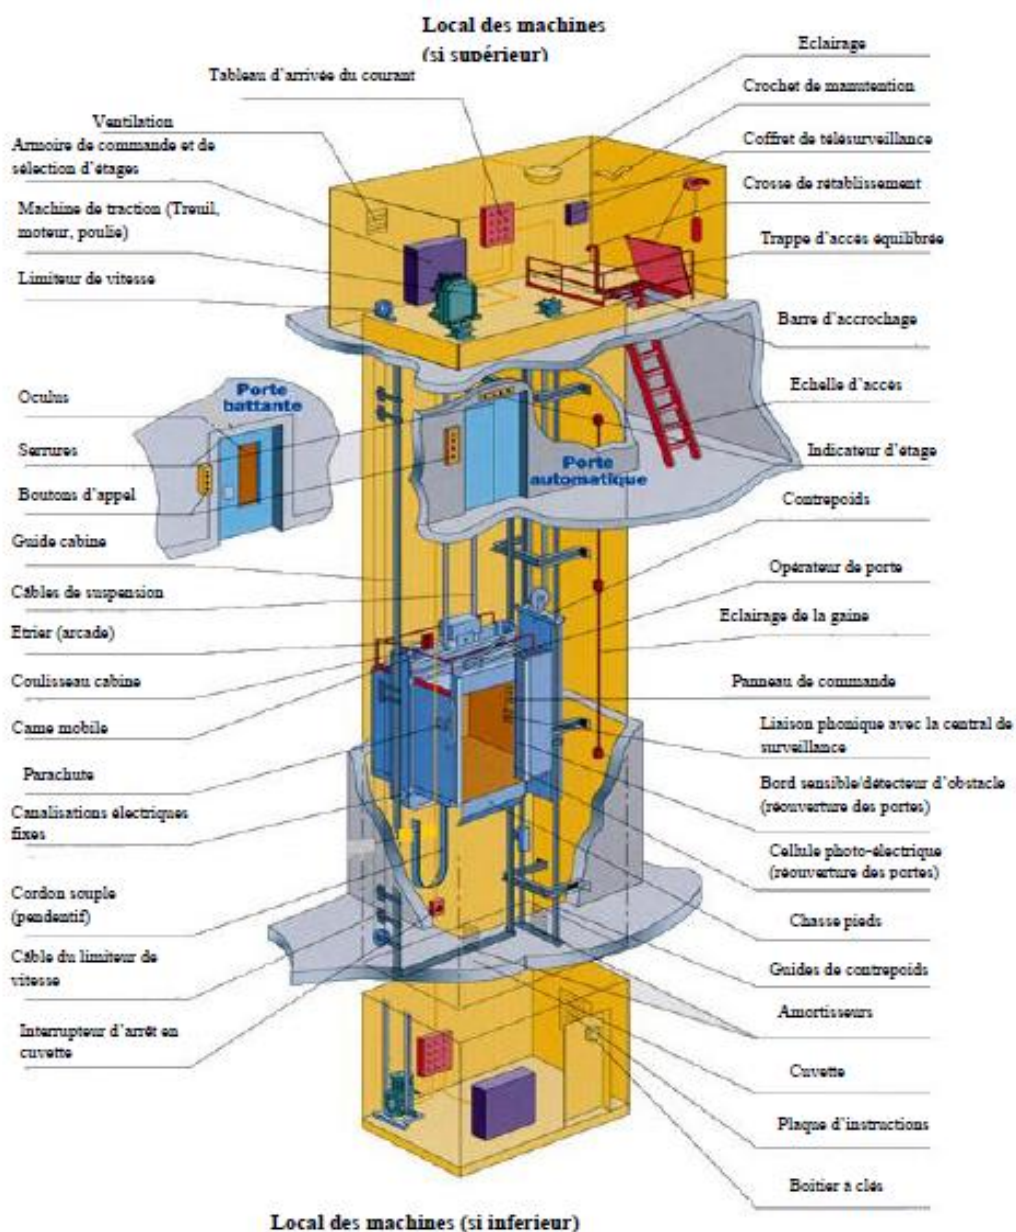 Local des machines
(si supérieur)
Eclairage
Tableau d'arrivée du courant
Crochet de manutention
Ventilation
Coffret de télésurveillance
Armoire de commande et de
sélection d'étages
Crosse de rétablissement
Machine de traction (Treuil,
moteur, poulie)
Trappe d'accès équilibrée
Limiteur de vitesse
Barre d'accrochage
Oculus
Porte
battante
Echelle d'accès
Serrures
Porte
automatique
Indicateur d'étage
Boutons d'appel
Contrepoids
Guide cabine
Opérateur de porte
Câbles de suspension
Eclairage de la gaine
Etrier (arcade)
Coulisseau cabine
Panneau de commande
Came mobile
Liaison phonique avec la central de
surveillance
Parachute
Bord sensible/détecteur d'obstacle
(réouverture des portes)
Canalisations électriques
fixes
Cellule photo-électrique
(réouverture des portes)
Cordon souple
(pendentif)
Chasse pieds
Câble du limiteur de
vitesse
Guides de contrepoids
Amortisseurs
Interrupteur d'arrêt en
cuvette
Cuvette
Plaque d'instructions
Boitier à clés
Local des machines (si inferieur)